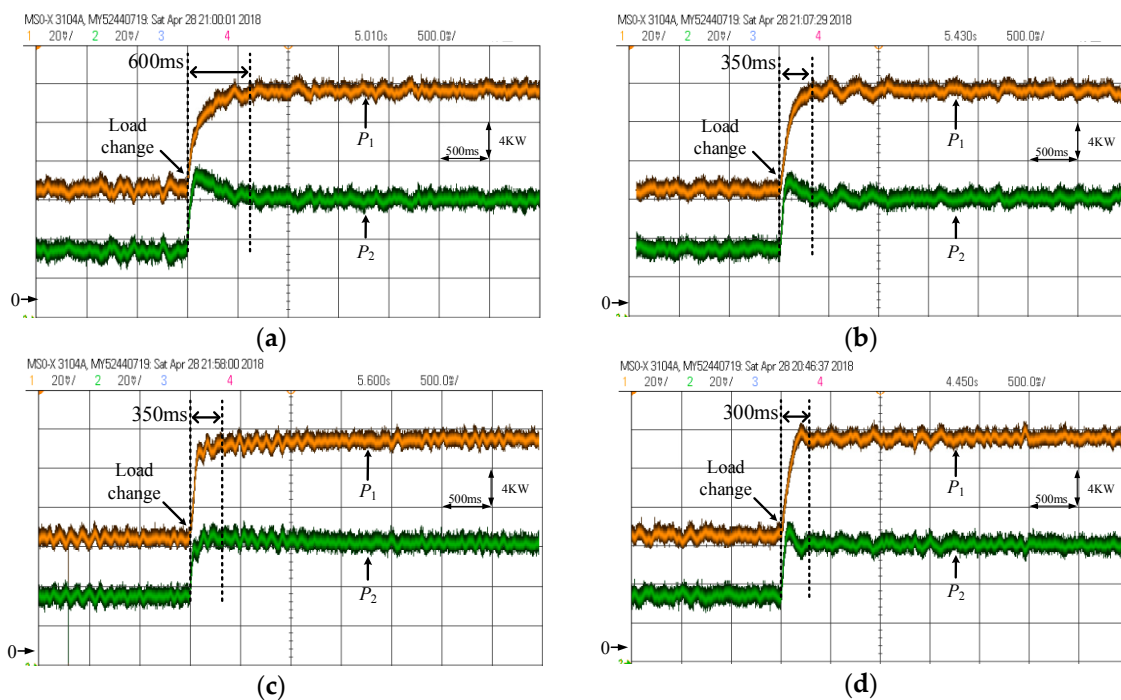 MSO-X 3104A, MY52440719: Sat Apr 28 21:00:01 2018
1 20℧/ 2 20℧/ 3 4 5.010s 500.0℧/
600ms
Load
change
P1
4KW
500ms
P2
0
(a)
MSO-X 3104A, MY52440719: Sat Apr 28 21:07:29 2018
1 20℧/ 2 20℧/ 3 4 5.430s 500.0℧/
350ms
Load
change
P1
4KW
500ms
P2
0
(b)
MSO-X 3104A, MY52440719: Sat Apr 28 21:58:00 2018
1 20℧/ 2 20℧/ 3 4 5.600s 500.0℧/
350ms
Load
change
P1
4KW
500ms
P2
0
(c)
MSO-X 3104A, MY52440719: Sat Apr 28 20:46:37 2018
1 20℧/ 2 20℧/ 3 4 4.450s 500.0℧/
300ms
Load
change
P1
4KW
500ms
P2
0
(d)